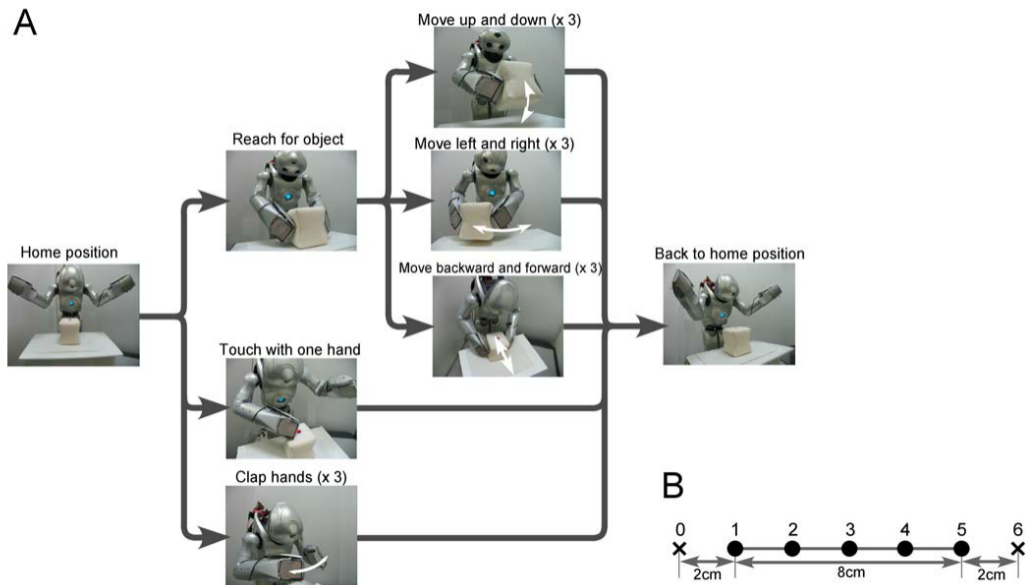 A
Move up and down (x 3)
Reach for object
Move left and right (x 3)
Home position
Move backward and forward (x 3)
Back to home position
Touch with one hand
Clap hands (x 3)
B
0 1 2 3 4 5 6
2cm 8cm 2cm